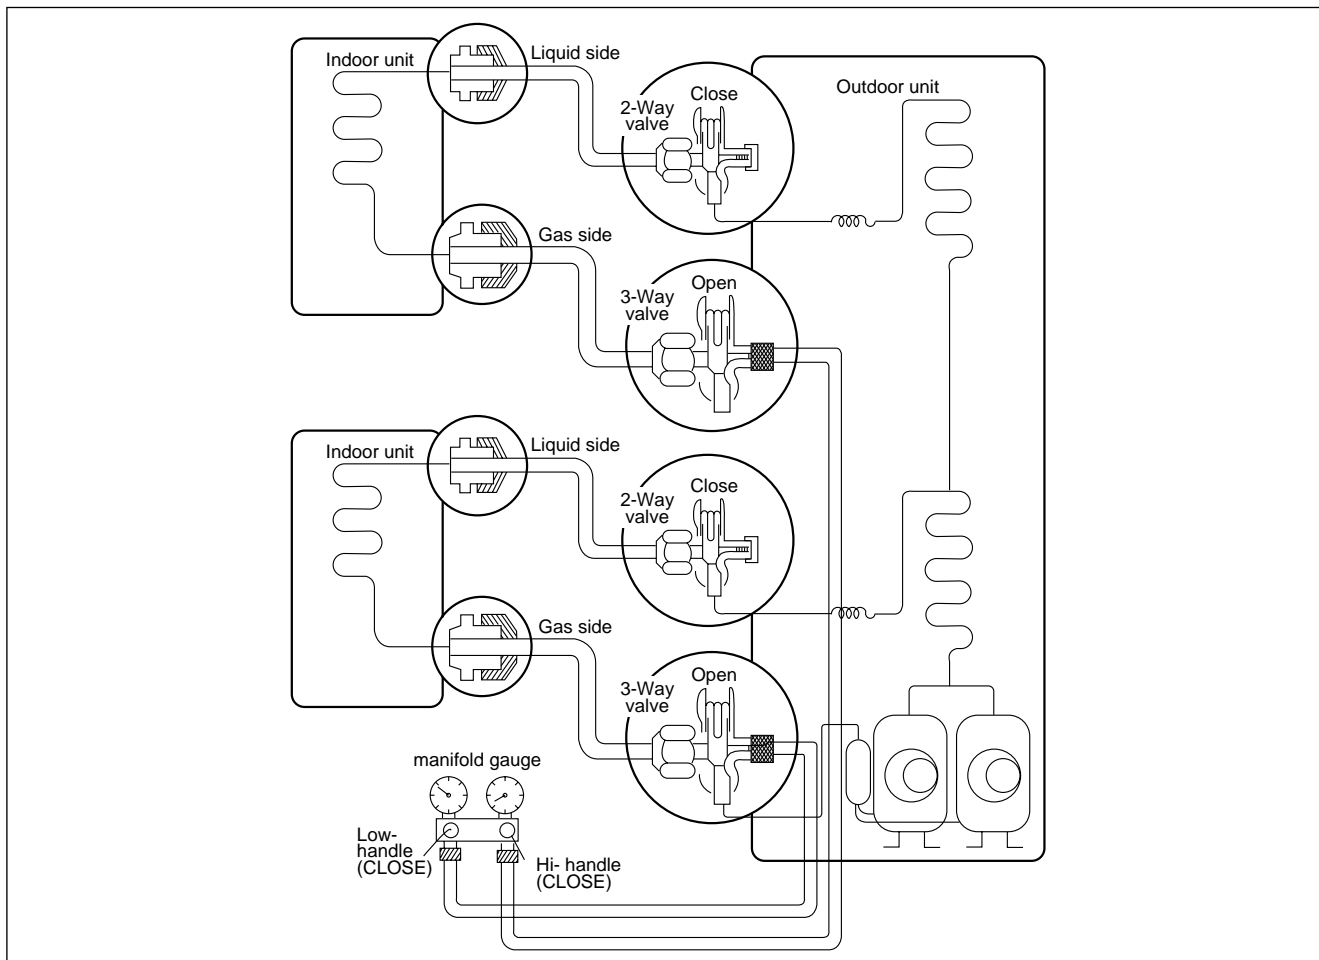 Indoor unit
Liquid side
2-Way
valve
Close
Outdoor unit
Gas side
3-Way
valve
Open
Indoor unit
Liquid side
2-Way
valve
Close
Gas side
3-Way
valve
Open
manifold gauge
Low-
handle
(CLOSE)
Hi- handle
(CLOSE)